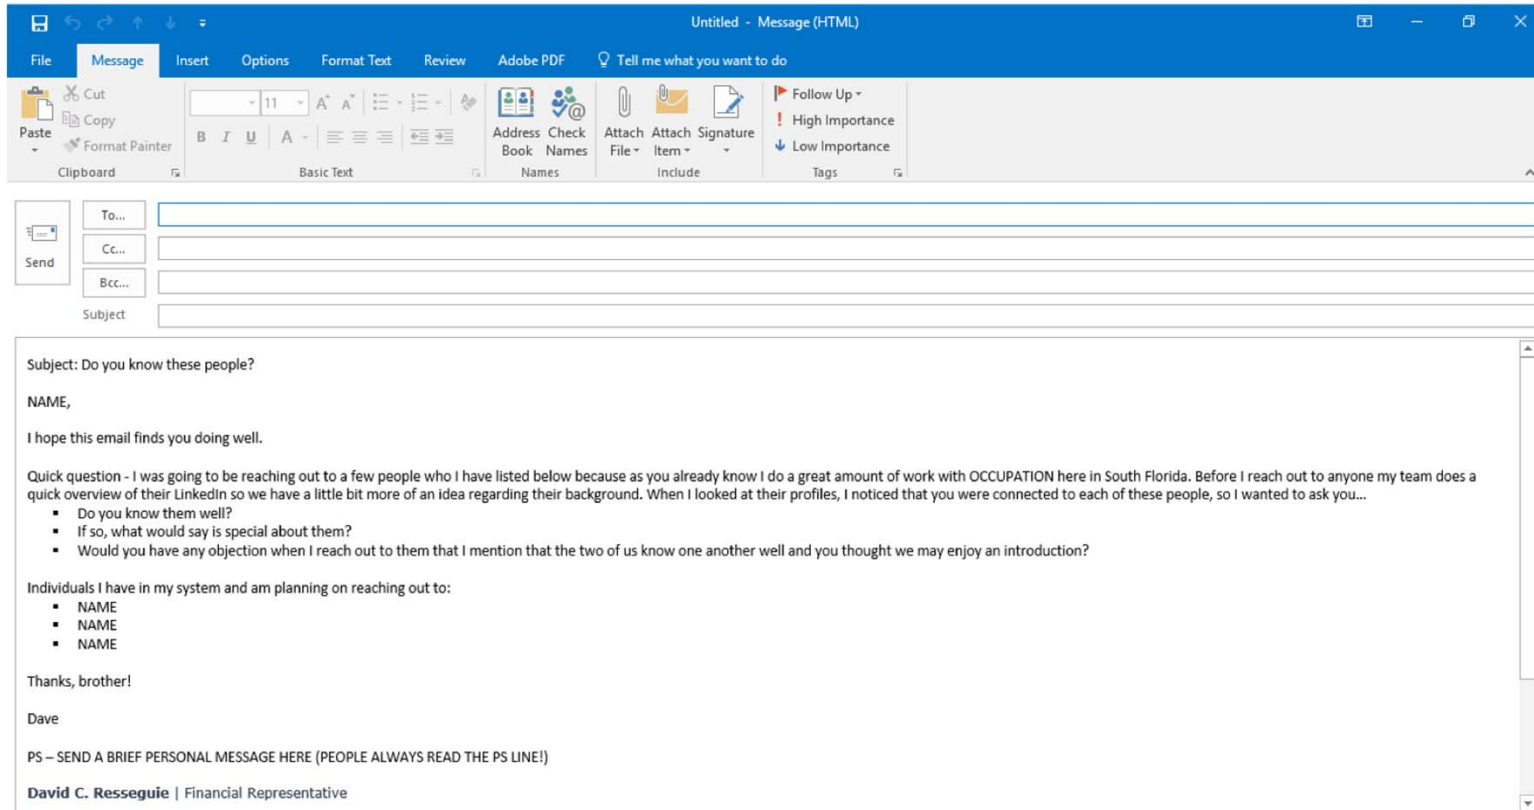 Untitled - Message (HTML)
File Message Insert Options Format Text Review Adobe PDF Tell me what you want to do
Paste
Cut
Copy
Format Painter
Clipboard
11 A A
B I U A
Basic Text
Address Book
Check Names
Names
Attach File
Attach Item
Signature
Include
Follow Up
High Importance
Low Importance
Tags
Send
To...
Cc...
Bcc...
Subject
Subject: Do you know these people?
NAME,
I hope this email finds you doing well.
Quick question - I was going to be reaching out to a few people who I have listed below because as you already know I do a great amount of work with OCCUPATION here in South Florida. Before I reach out to anyone my team does a
quick overview of their LinkedIn so we have a little bit more of an idea regarding their background. When I looked at their profiles, I noticed that you were connected to each of these people, so I wanted to ask you...
▪ Do you know them well?
▪ If so, what would say is special about them?
▪ Would you have any objection when I reach out to them that I mention that the two of us know one another well and you thought we may enjoy an introduction?
Individuals I have in my system and am planning on reaching out to:
▪ NAME
▪ NAME
▪ NAME
Thanks, brother!
Dave
PS – SEND A BRIEF PERSONAL MESSAGE HERE (PEOPLE ALWAYS READ THE PS LINE!)
David C. Resseguie | Financial Representative